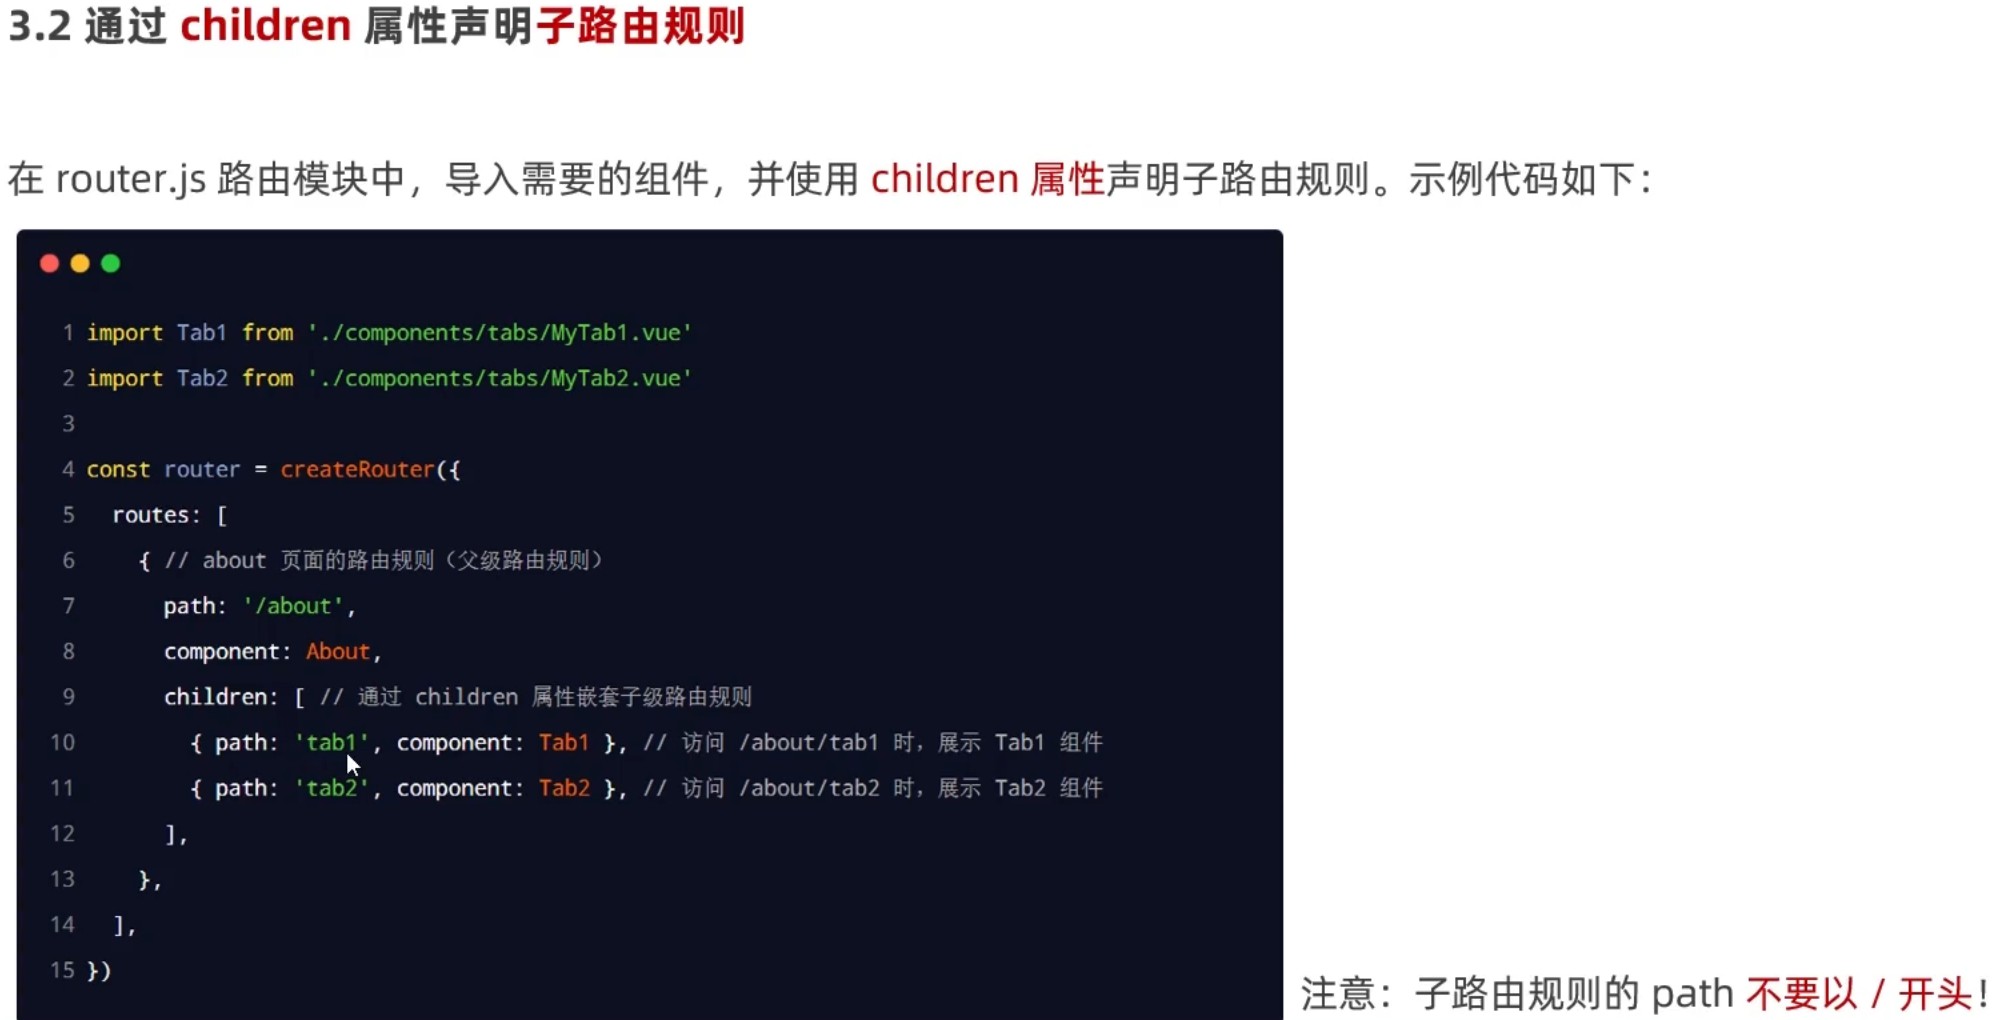 3.2 通过 children 属性声明子路由规则
在 router.js 路由模块中，导入需要的组件，并使用 children 属性声明子路由规则。示例代码如下：
1 import Tab1 from './components/tabs/MyTab1.vue'
2 import Tab2 from './components/tabs/MyTab2.vue'
3
4 const router = createRouter({
5   routes: [
6     { // about 页面的路由规则（父级路由规则）
7       path: '/about',
8       component: About,
9       children: [ // 通过 children 属性嵌套子级路由规则
10         { path: 'tab1', component: Tab1 }, // 访问 /about/tab1 时，展示 Tab1 组件
11         { path: 'tab2', component: Tab2 }, // 访问 /about/tab2 时，展示 Tab2 组件
12       ],
13     },
14   ],
15 })
注意：子路由规则的 path 不要以 / 开头！